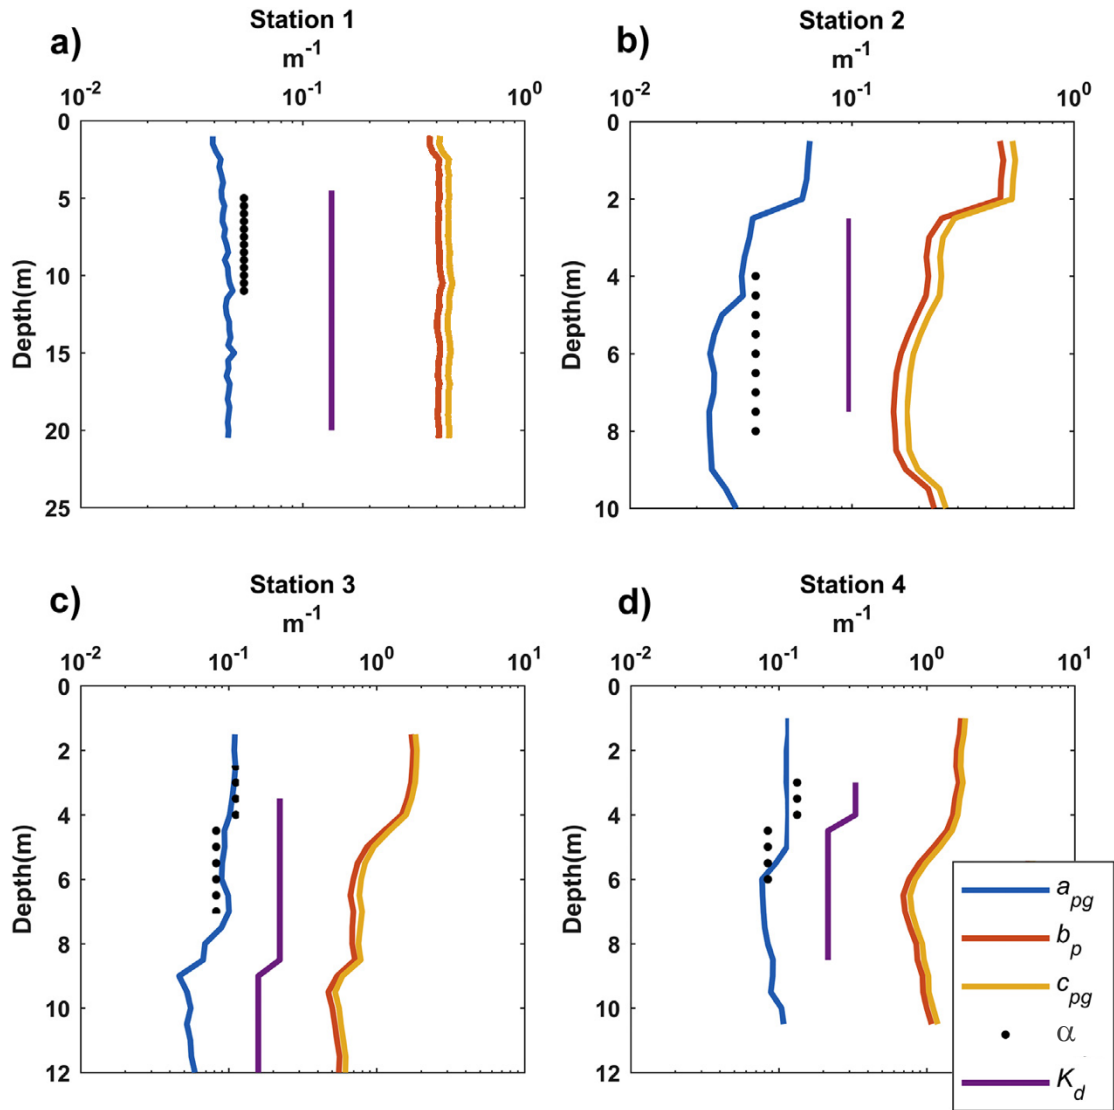 a)
Station 1
m⁻¹
10⁻² 10⁻¹ 10⁰
Depth(m)
0
5
10
15
20
25
b)
Station 2
m⁻¹
10⁻² 10⁻¹ 10⁰
Depth(m)
0
2
4
6
8
10
c)
Station 3
m⁻¹
10⁻² 10⁻¹ 10⁰ 10¹
Depth(m)
0
2
4
6
8
10
12
d)
Station 4
m⁻¹
10⁻² 10⁻¹ 10⁰ 10¹
Depth(m)
0
2
4
6
8
10
12
a_pg
b_p
c_pg
α
K_d